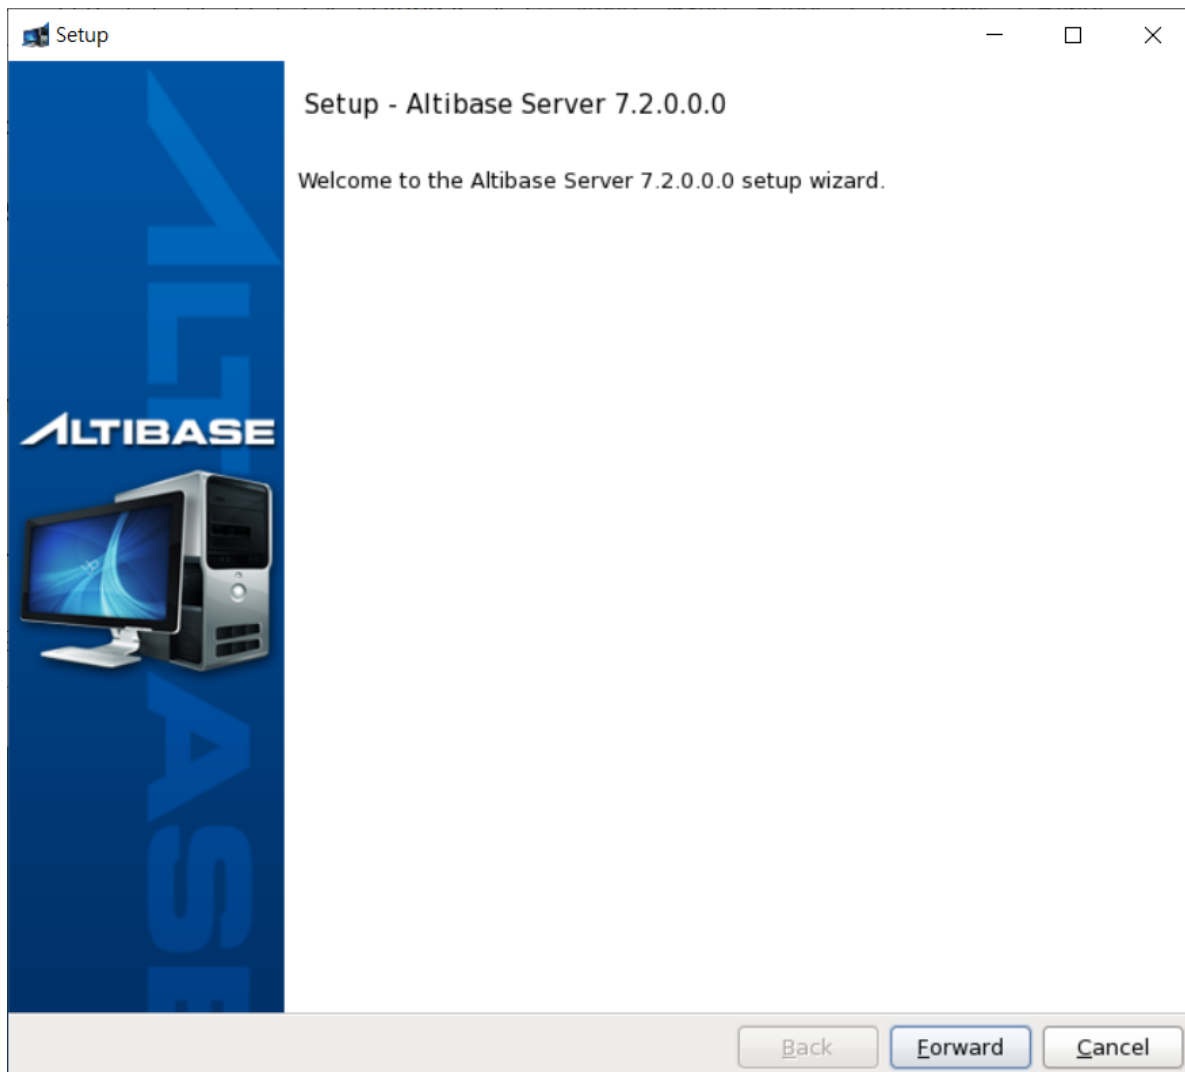 Setup
Setup - Altibase Server 7.2.0.0.0
Welcome to the Altibase Server 7.2.0.0.0 setup wizard.
ALTIBASE
ALTIBASE
Back
Forward
Cancel